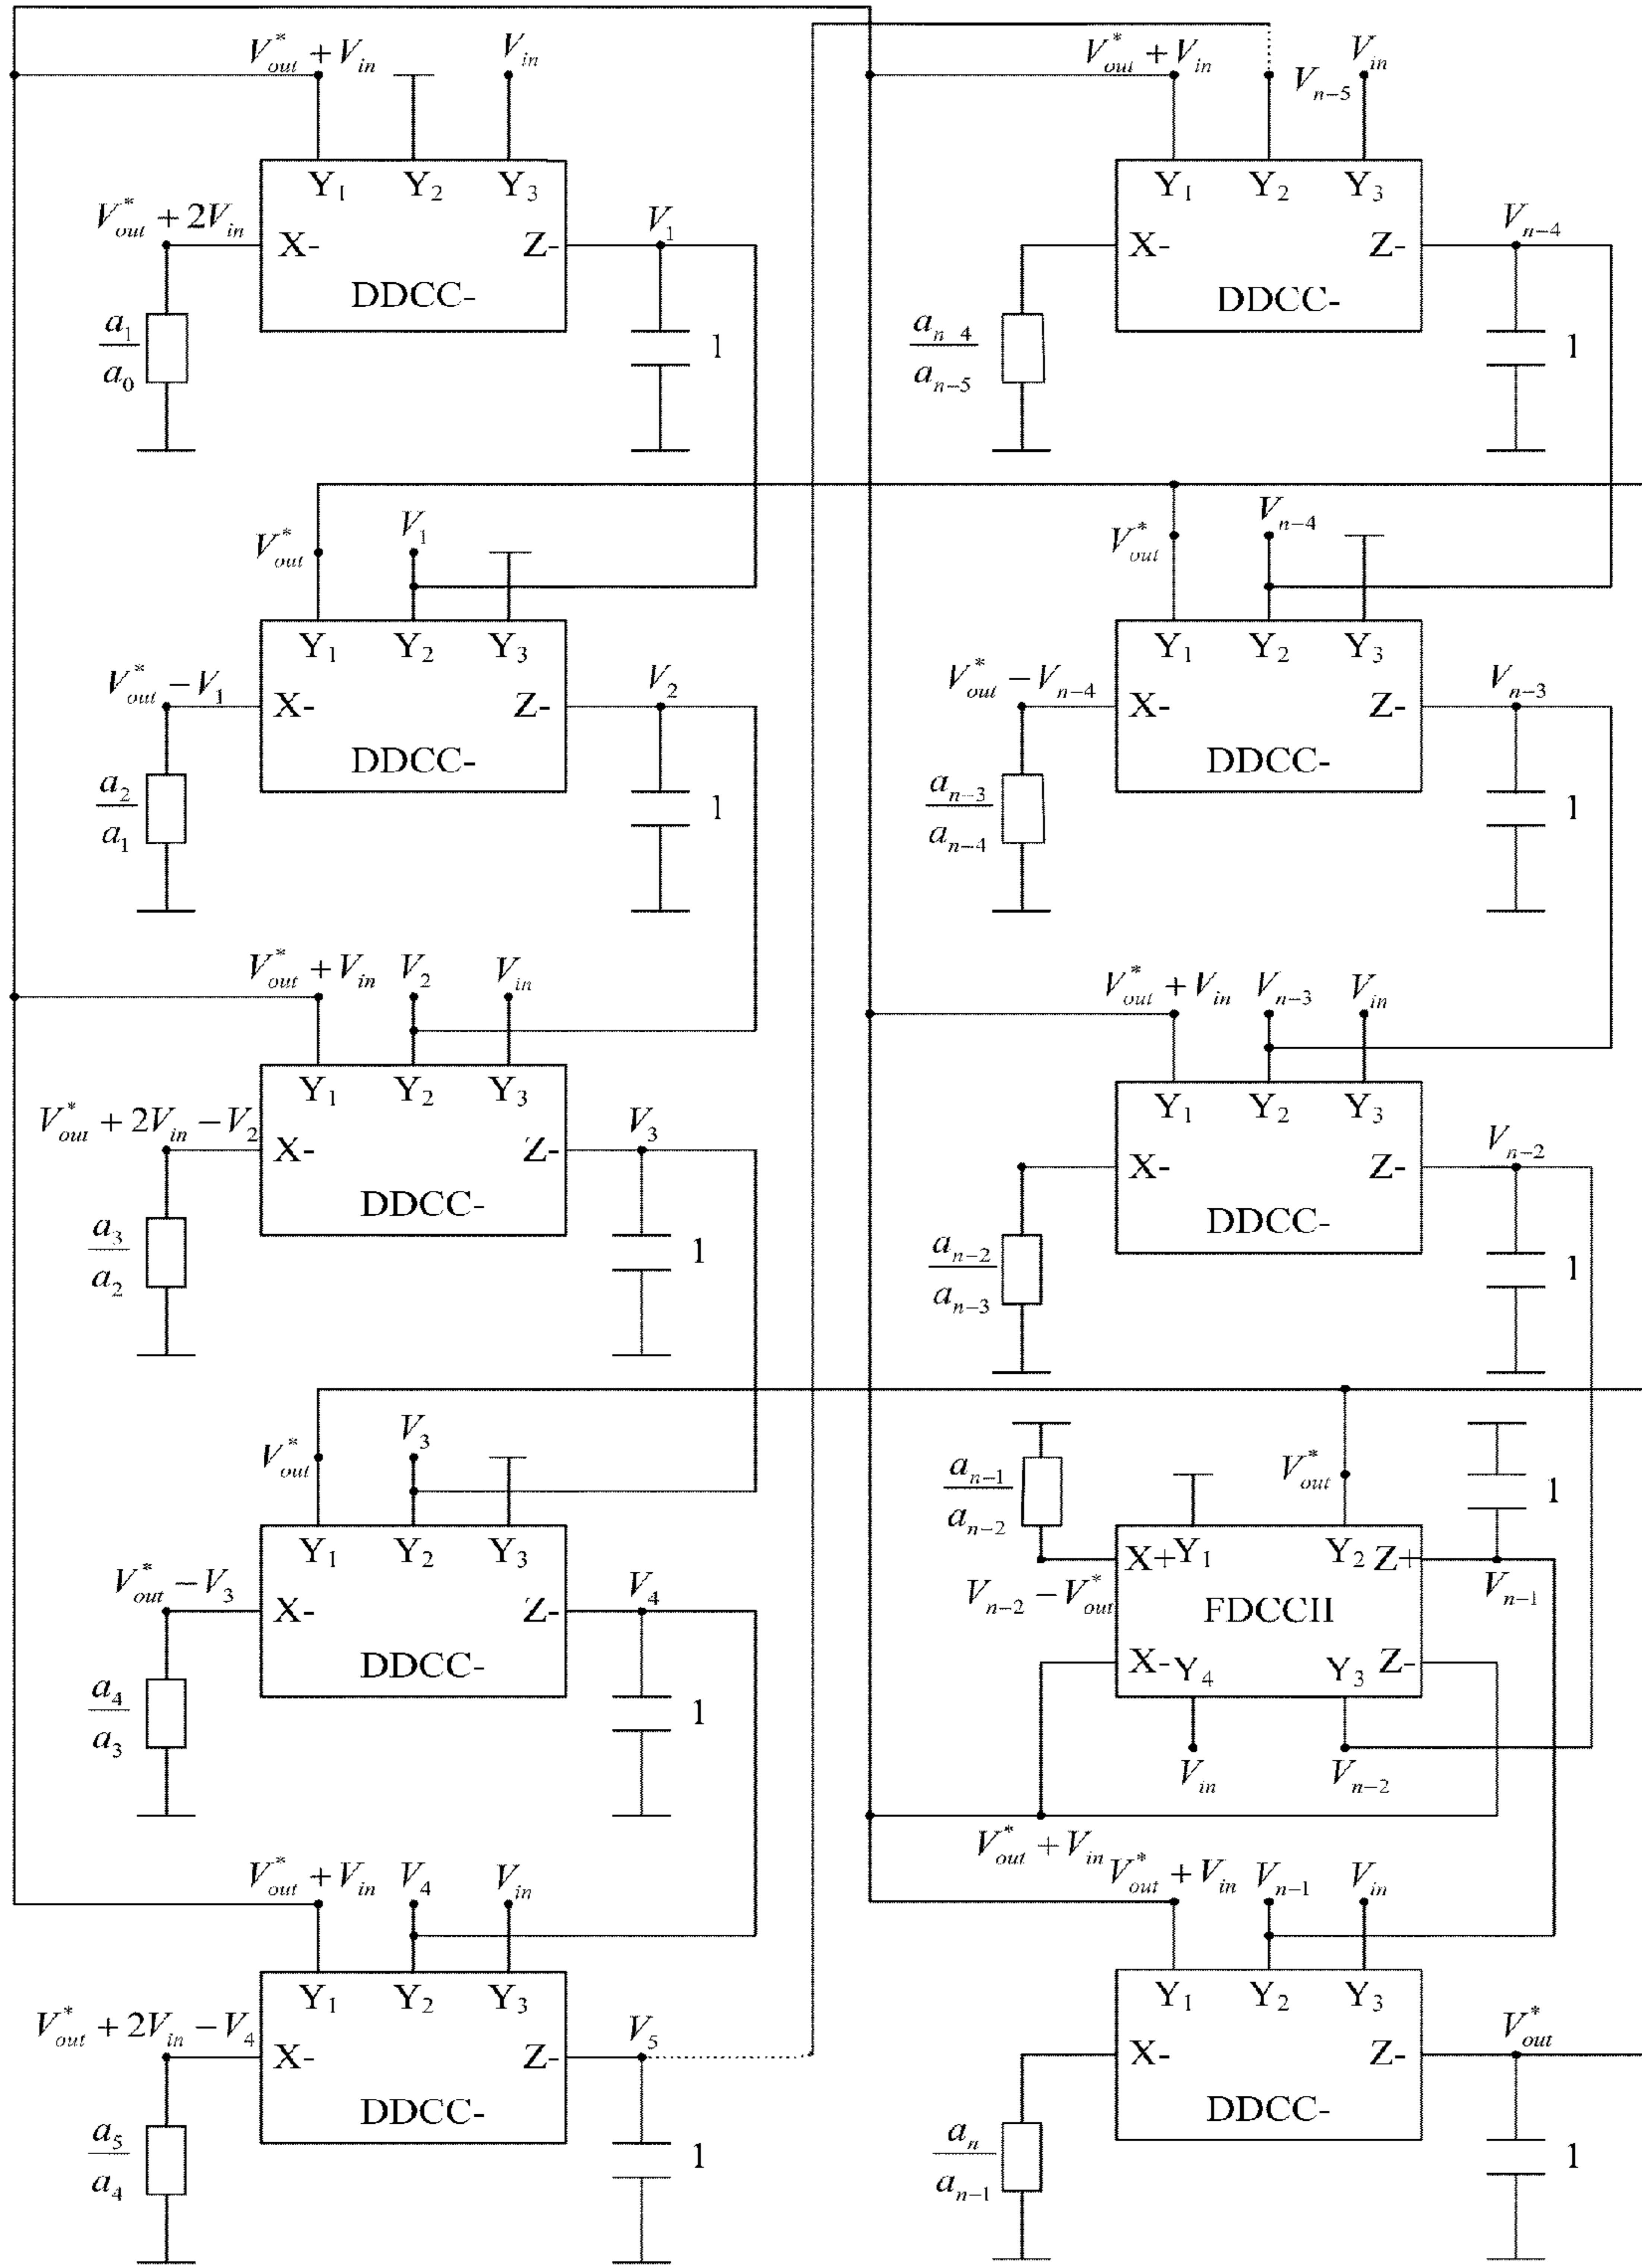 V*out + Vin
Vin
Y1 Y2 Y3
V*out + 2Vin
X-
Z-
V1
DDCC-
a1/a0
1
V*out
V1
Y1 Y2 Y3
V*out − V1
X-
Z-
V2
DDCC-
a2/a1
1
V*out + Vin
V2
Vin
Y1 Y2 Y3
V*out + 2Vin − V2
X-
Z-
V3
DDCC-
a3/a2
1
V*out
V3
Y1 Y2 Y3
V*out − V3
X-
Z-
V4
DDCC-
a4/a3
1
V*out + Vin
V4
Vin
Y1 Y2 Y3
V*out + 2Vin − V4
X-
Z-
V5
DDCC-
a5/a4
1
V*out + Vin
Vn−5
Vin
Y1 Y2 Y3
X-
Z-
Vn−4
DDCC-
an−4/an−5
1
V*out
Vn−4
Y1 Y2 Y3
V*out − Vn−4
X-
Z-
Vn−3
DDCC-
an−3/an−4
1
V*out + Vin
Vn−3
Vin
Y1 Y2 Y3
X-
Z-
Vn−2
DDCC-
an−2/an−3
1
an−1/an−2
V*out
1
X+ Y1 Y2 Z+
Vn−2 − V*out
FDCCII
Vn−1
X- Y4 Y3 Z-
Vin
Vn−2
V*out + Vin
V*out + Vin
Vn−1
Vin
Y1 Y2 Y3
X-
Z-
V*out
DDCC-
an/an−1
1